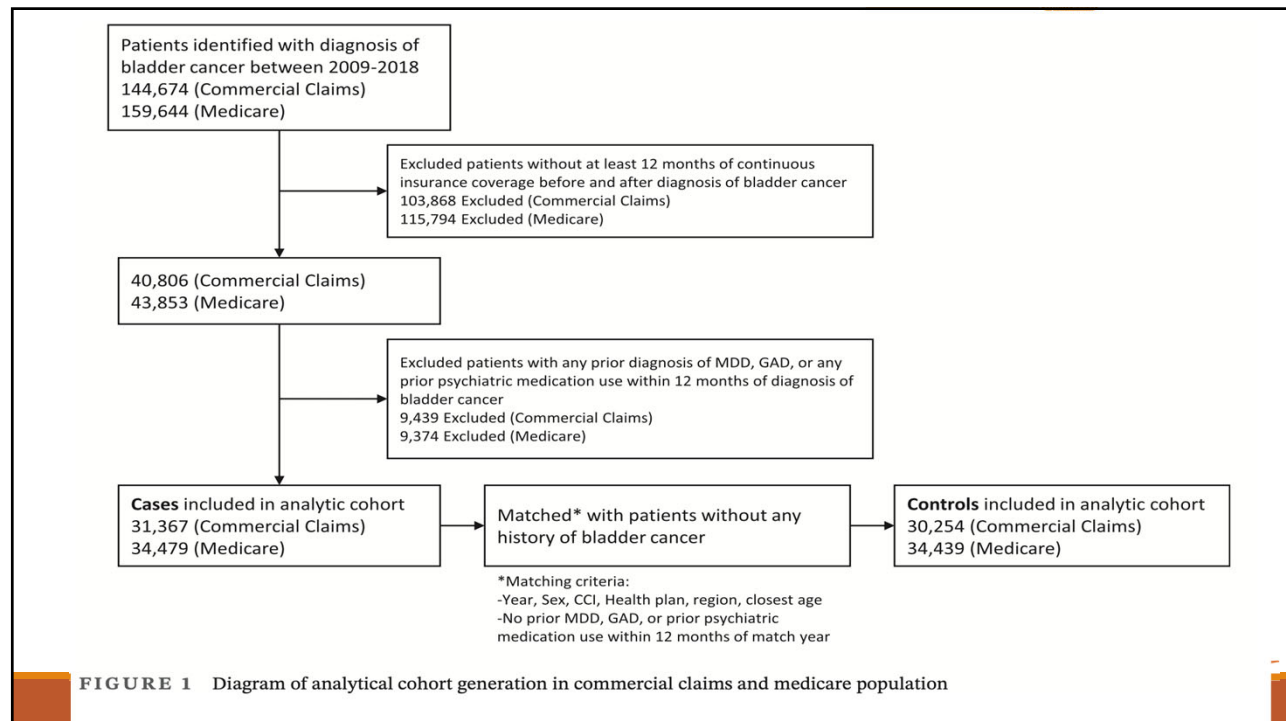 Patients identified with diagnosis of
bladder cancer between 2009-2018
144,674 (Commercial Claims)
159,644 (Medicare)
Excluded patients without at least 12 months of continuous
insurance coverage before and after diagnosis of bladder cancer
103,868 Excluded (Commercial Claims)
115,794 Excluded (Medicare)
40,806 (Commercial Claims)
43,853 (Medicare)
Excluded patients with any prior diagnosis of MDD, GAD, or any
prior psychiatric medication use within 12 months of diagnosis of
bladder cancer
9,439 Excluded (Commercial Claims)
9,374 Excluded (Medicare)
Cases included in analytic cohort
31,367 (Commercial Claims)
34,479 (Medicare)
Matched* with patients without any
history of bladder cancer
Controls included in analytic cohort
30,254 (Commercial Claims)
34,439 (Medicare)
*Matching criteria:
-Year, Sex, CCI, Health plan, region, closest age
-No prior MDD, GAD, or prior psychiatric
medication use within 12 months of match year
FIGURE 1 Diagram of analytical cohort generation in commercial claims and medicare population